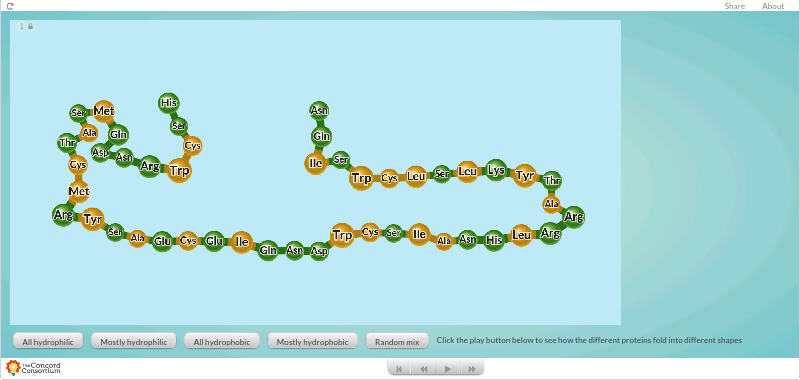 Share About
His
Ser
Cys
Trp
Arg
Asn
Asp
Gln
Met
Ser
Ala
Thr
Cys
Met
Arg
Tyr
Ser
Ala
Glu
Cys
Glu
Ile
Gln
Asn
Asp
Trp
Cys
Ser
Ile
Ala
Asn
His
Leu
Arg
Arg
Ala
Thr
Tyr
Lys
Leu
Ser
Leu
Cys
Trp
Ser
Ile
Gln
Asn
All hydrophilic Mostly hydrophilic All hydrophobic Mostly hydrophobic Random mix Click the play button below to see how the different proteins fold into different shapes
The Concord
Consortium